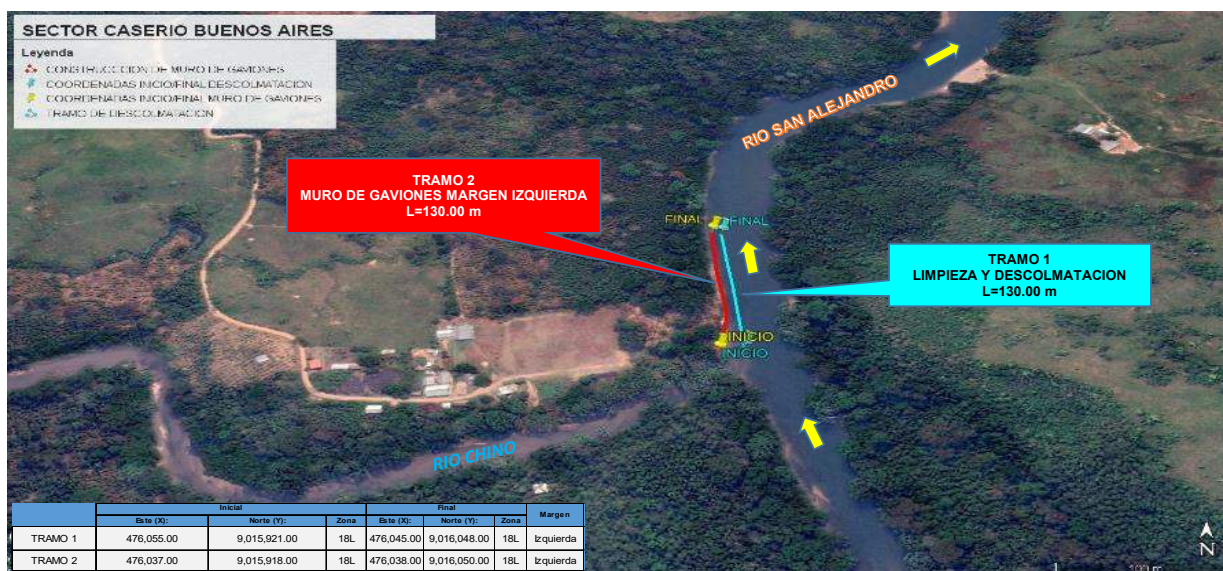 SECTOR CASERIO BUENOS AIRES
Leyenda
CONSTRUCCCION DE MURO DE GAVIONES
COORDENADAS INICIO/FINAL DESCOLMATACION
COORDENADAS INICIO/FINAL MURO DE GAVIONES
TRAMO DE DESCOLMATACION
RIO SAN ALEJANDRO
TRAMO 2
MURO DE GAVIONES MARGEN IZQUIERDA
L=130.00 m
FINAL FINAL
TRAMO 1
LIMPIEZA Y DESCOLMATACION
L=130.00 m
INICIO
INICIO
RIO CHINO
Inicial Final Margen
Este (X): Norte (Y): Zona Este (X): Norte (Y): Zona
TRAMO 1 476,055.00 9,015,921.00 18L 476,045.00 9,016,048.00 18L Izquierda
TRAMO 2 476,037.00 9,015,918.00 18L 476,038.00 9,016,050.00 18L Izquierda
N
100 m